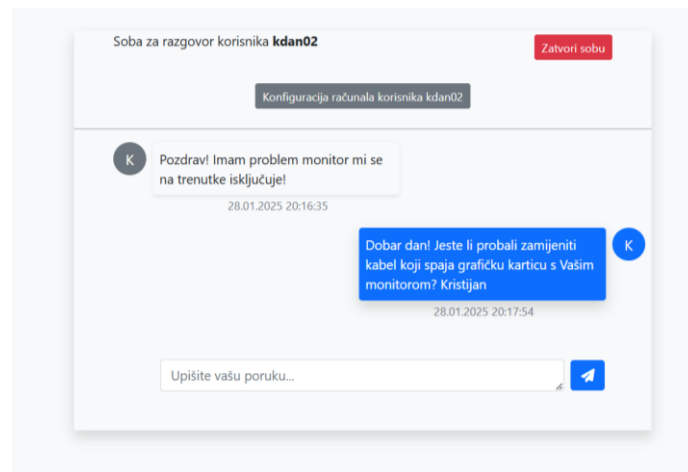 Soba za razgovor korisnika kdan02
Zatvori sobu
Konfiguracija računala korisnika kdan02
K
Pozdrav! Imam problem monitor mi se
na trenutke isključuje!
28.01.2025 20:16:35
Dobar dan! Jeste li probali zamijeniti
kabel koji spaja grafičku karticu s Vašim
monitorom? Kristijan
K
28.01.2025 20:17:54
Upišite vašu poruku...